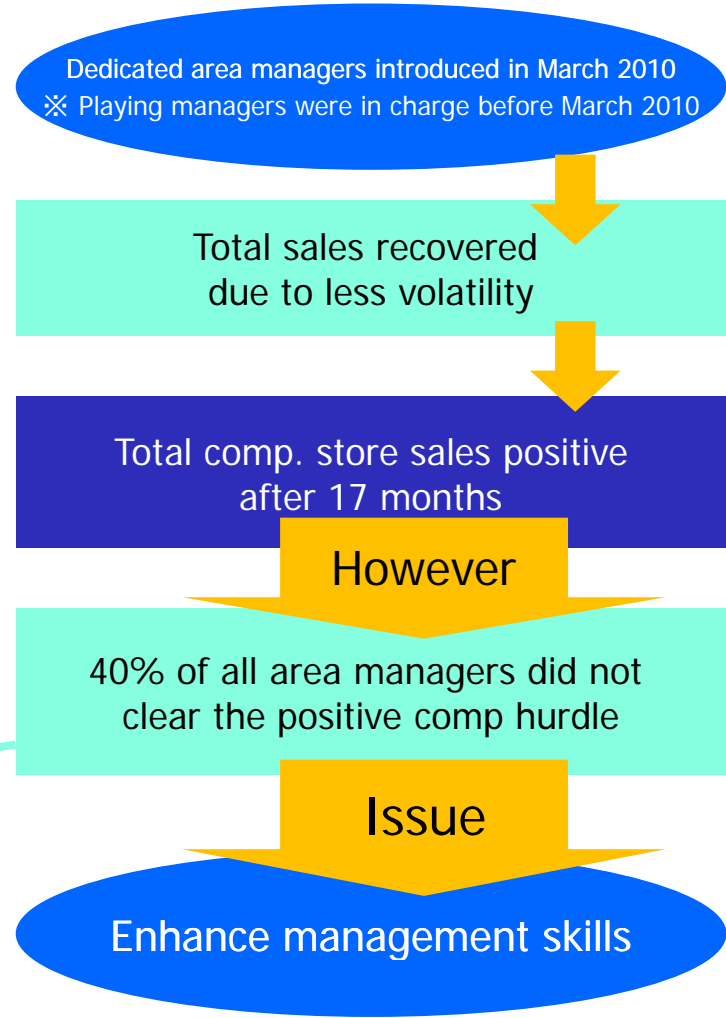 Dedicated area managers introduced in March 2010
※ Playing managers were in charge before March 2010
Total sales recovered
due to less volatility
Total comp. store sales positive
after 17 months
However
40% of all area managers did not
clear the positive comp hurdle
Issue
Enhance management skills